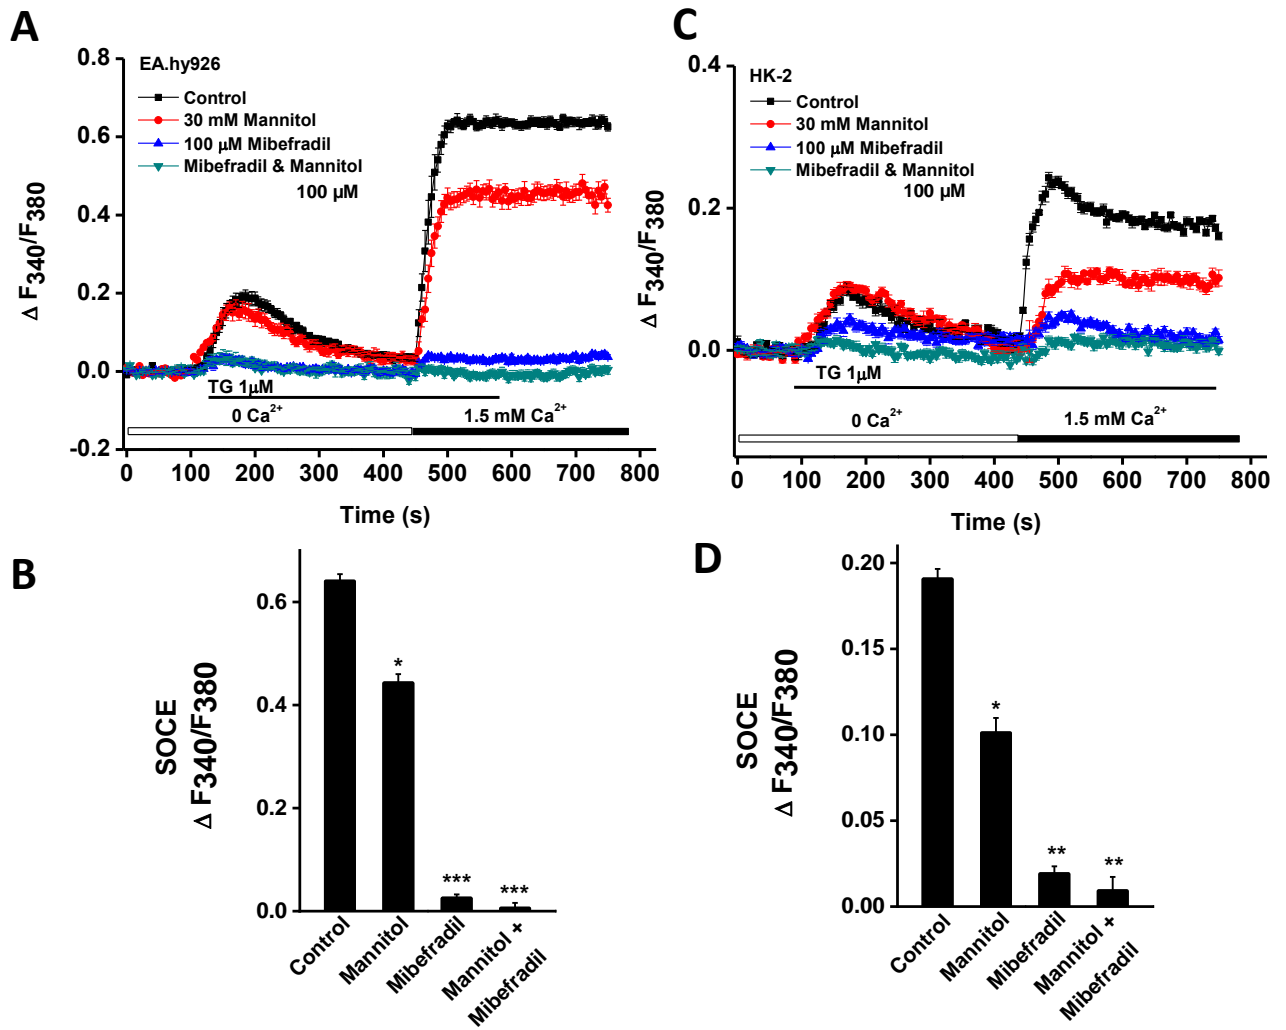 A
EA.hy926
Control
30 mM Mannitol
100 μM Mibefradil
Mibefradil & Mannitol
100 μM
0.8
0.6
0.4
0.2
0.0
-0.2
Δ F340/F380
TG 1μM
0 Ca2+
1.5 mM Ca2+
0 100 200 300 400 500 600 700 800
Time (s)
C
HK-2
Control
30 mM Mannitol
100 μM Mibefradil
Mibefradil & Mannitol
100 μM
0.4
0.2
0.0
Δ F340/F380
TG 1μM
0 Ca2+
1.5 mM Ca2+
0 100 200 300 400 500 600 700 800
Time (s)
B
SOCE
Δ F340/F380
0.6
0.4
0.2
0.0
*
***
***
Control
Mannitol
Mibefradil
Mannitol +
Mibefradil
D
SOCE
Δ F340/F380
0.20
0.15
0.10
0.05
0.00
*
**
**
Control
Mannitol
Mibefradil
Mannitol +
Mibefradil